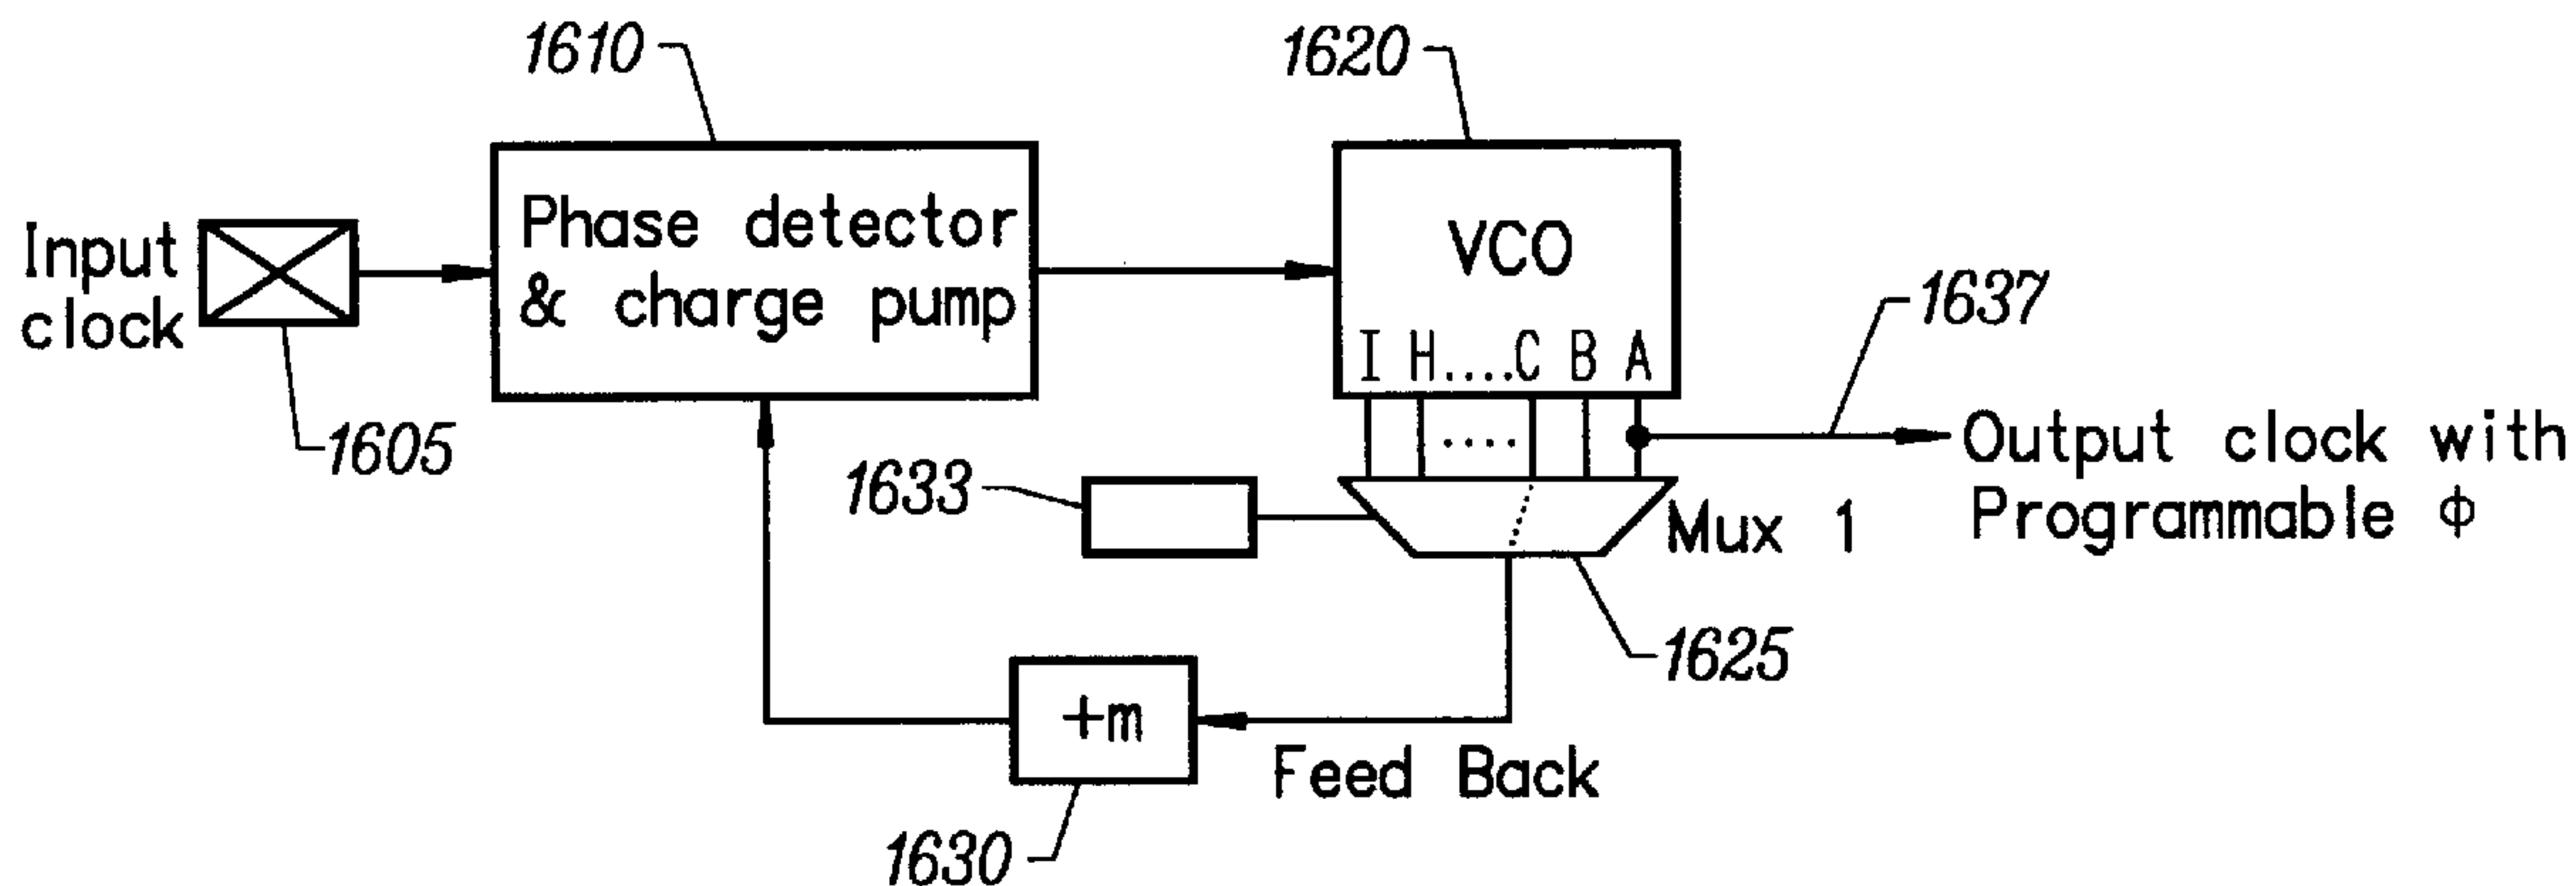 1610
1620
Input
clock
Phase detector
& charge pump
VCO
I H....C B A
1637
1605
....
Output clock with
Programmable ϕ
1633
Mux 1
1625
+m
Feed Back
1630